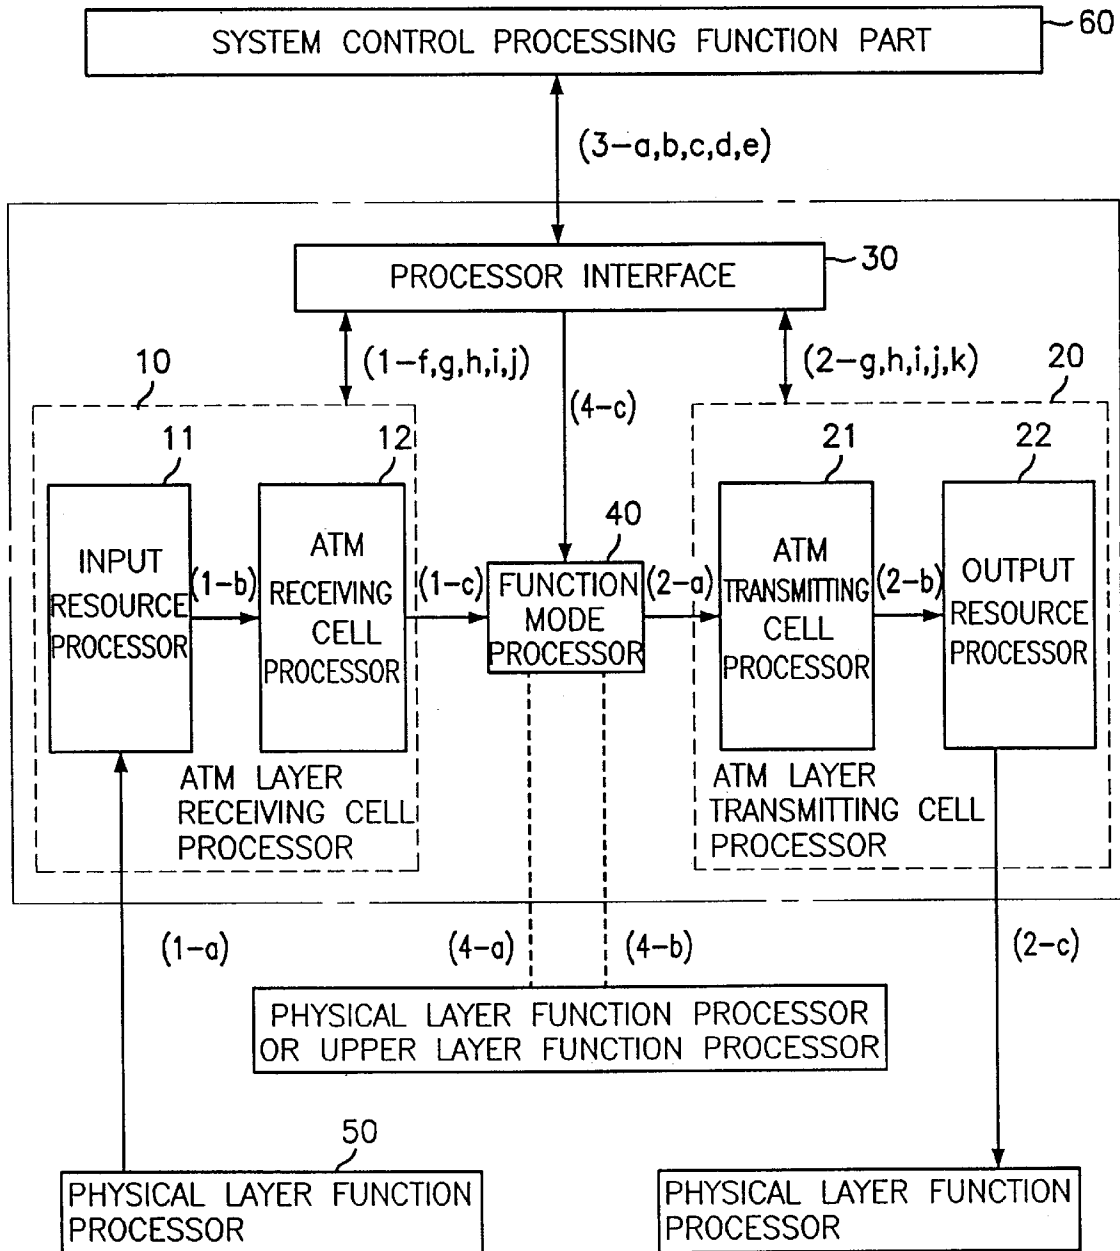 SYSTEM CONTROL PROCESSING FUNCTION PART
60
(3-a,b,c,d,e)
PROCESSOR INTERFACE
30
(1-f,g,h,i,j)
(4-c)
(2-g,h,i,j,k)
10
20
11
12
21
22
40
INPUT
RESOURCE
PROCESSOR
(1-b)
ATM
RECEIVING
CELL
PROCESSOR
(1-c)
FUNCTION
MODE
PROCESSOR
(2-a)
ATM
TRANSMITTING
CELL
PROCESSOR
(2-b)
OUTPUT
RESOURCE
PROCESSOR
ATM LAYER
RECEIVING CELL
PROCESSOR
ATM LAYER
TRANSMITTING CELL
PROCESSOR
(1-a)
(4-a)
(4-b)
(2-c)
PHYSICAL LAYER FUNCTION PROCESSOR
OR UPPER LAYER FUNCTION PROCESSOR
50
PHYSICAL LAYER FUNCTION
PROCESSOR
PHYSICAL LAYER FUNCTION
PROCESSOR